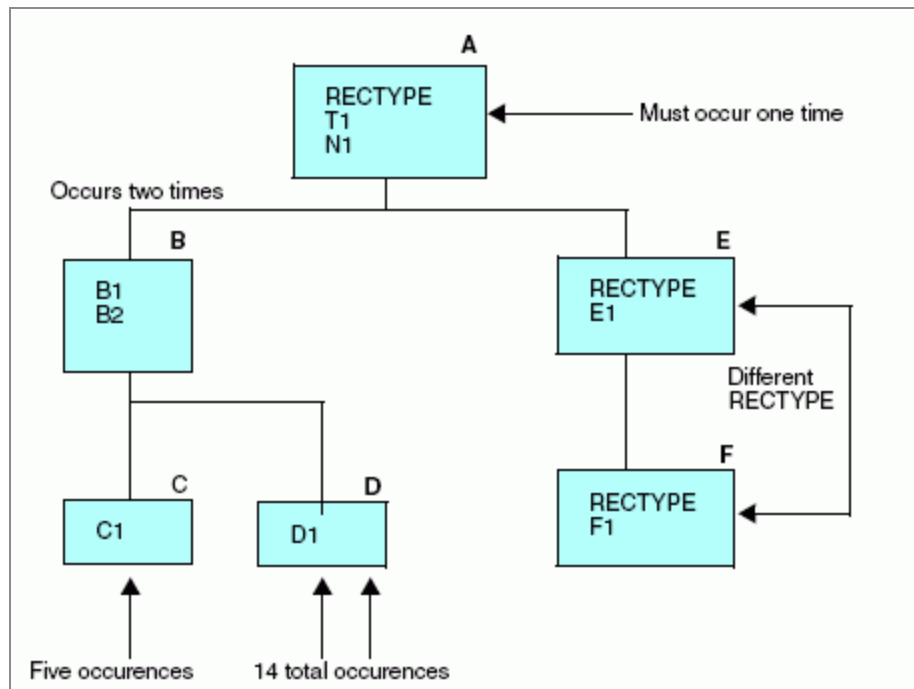 A
RECTYPE
T1
N1
Must occur one time
Occurs two times
B
B1
B2
E
RECTYPE
E1
Different
RECTYPE
C
C1
D
D1
F
RECTYPE
F1
Five occurences
14 total occurences